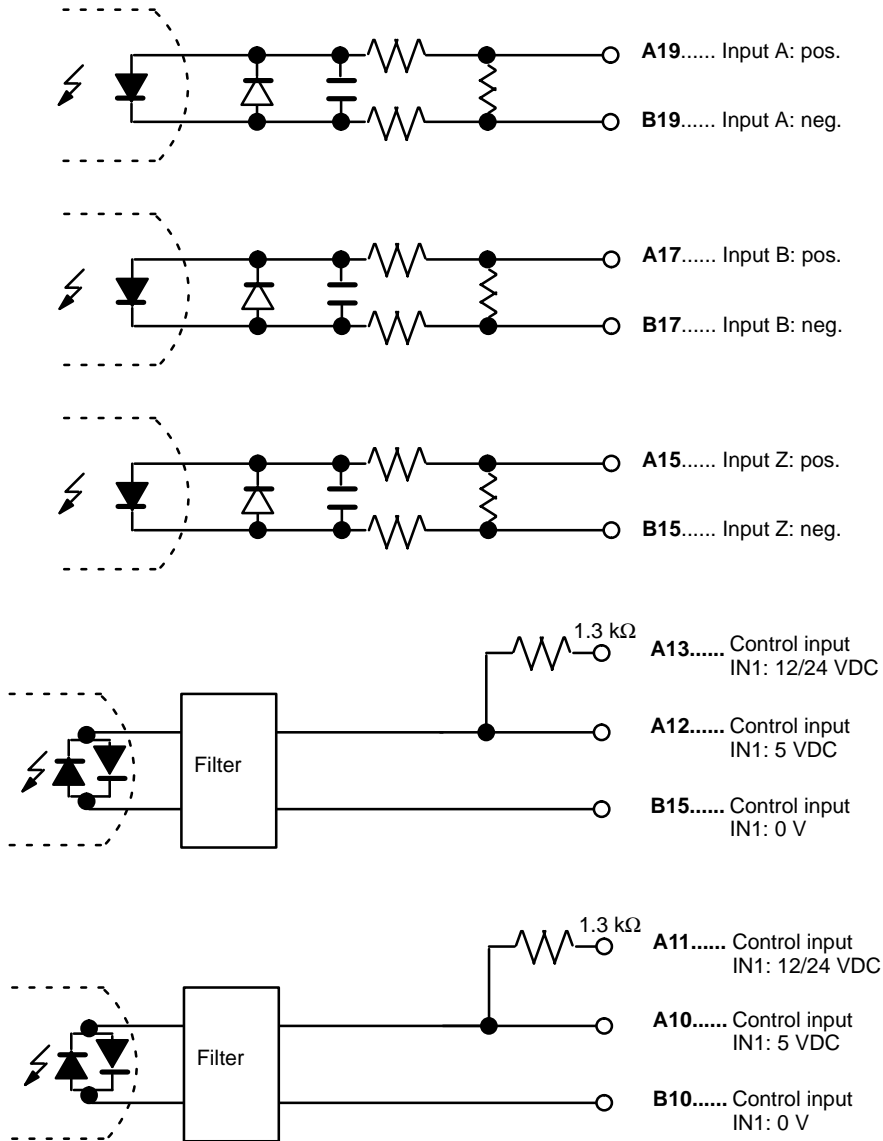 A19...... Input A: pos.
B19...... Input A: neg.
A17...... Input B: pos.
B17...... Input B: neg.
A15...... Input Z: pos.
B15...... Input Z: neg.
1.3 kΩ
A13...... Control input
IN1: 12/24 VDC
A12...... Control input
IN1: 5 VDC
Filter
B15...... Control input
IN1: 0 V
1.3 kΩ
A11...... Control input
IN1: 12/24 VDC
A10...... Control input
IN1: 5 VDC
Filter
B10...... Control input
IN1: 0 V